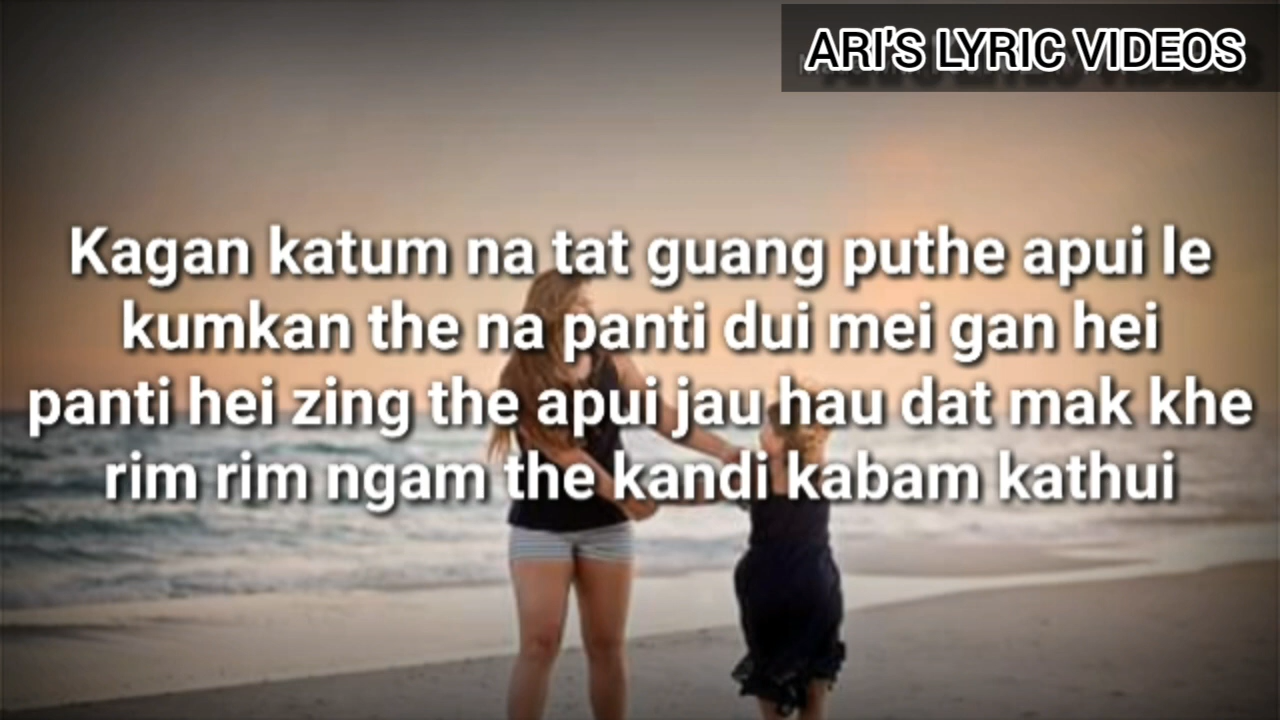 ARI'S LYRIC VIDEOS
Kagan katum na tat guang puthe apui le
kumkan the na panti dui mei gan hei
panti hei zing the apui jau hau dat mak khe
rim rim ngam the kandi kabam kathui